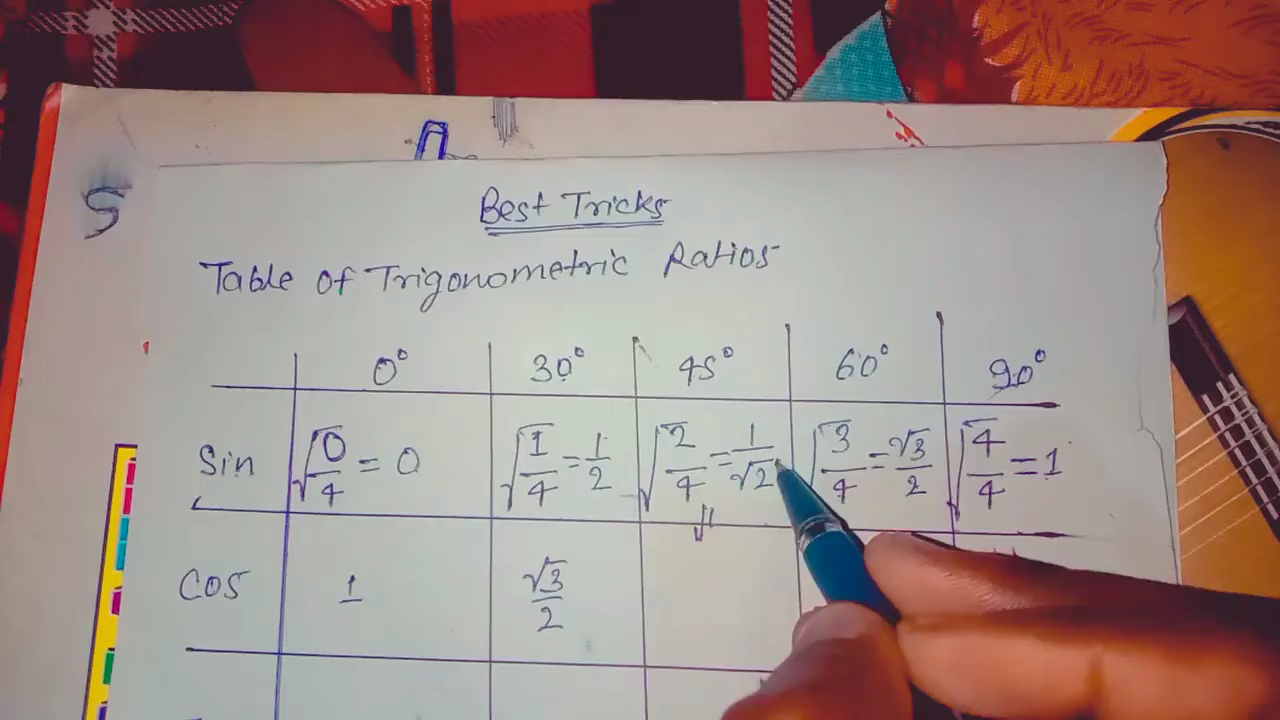 S
Best Tricks
Table of Trigonometric Ratios
0° 30° 45° 60° 90°
Sin √0/4 = 0 √1/4 = 1/2 √2/4 = 1/√2 √3/4 = √3/2 √4/4 = 1
Cos 1 √3/2